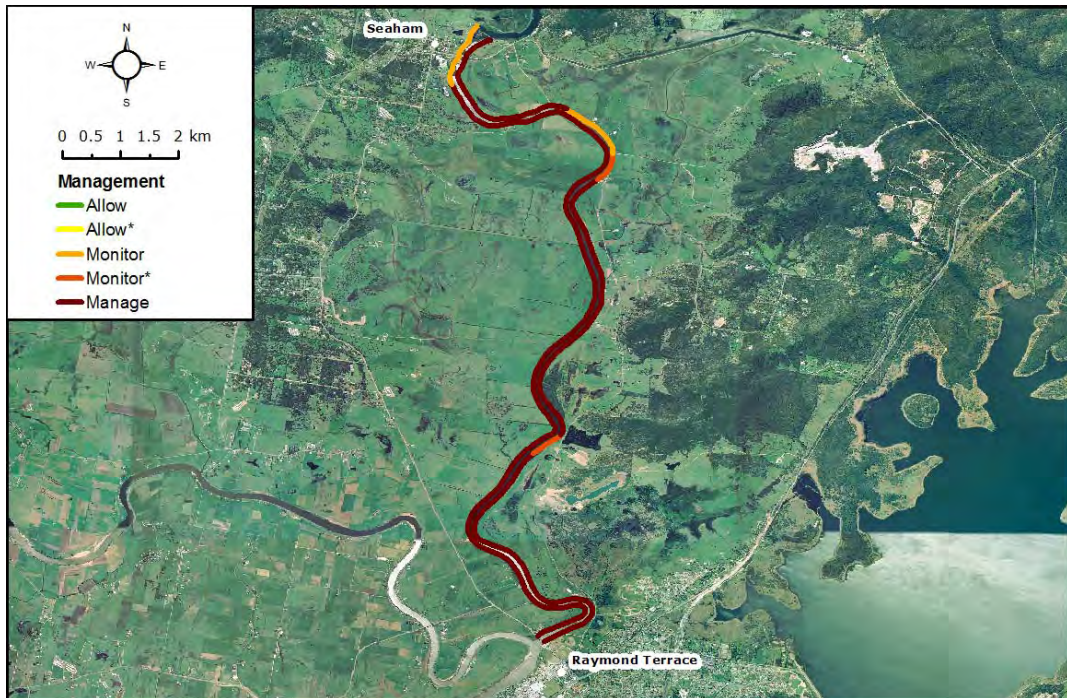 Seaham
N
W E
S
0 0.5 1 1.5 2 km
Management
Allow
Allow*
Monitor
Monitor*
Manage
Raymond Terrace